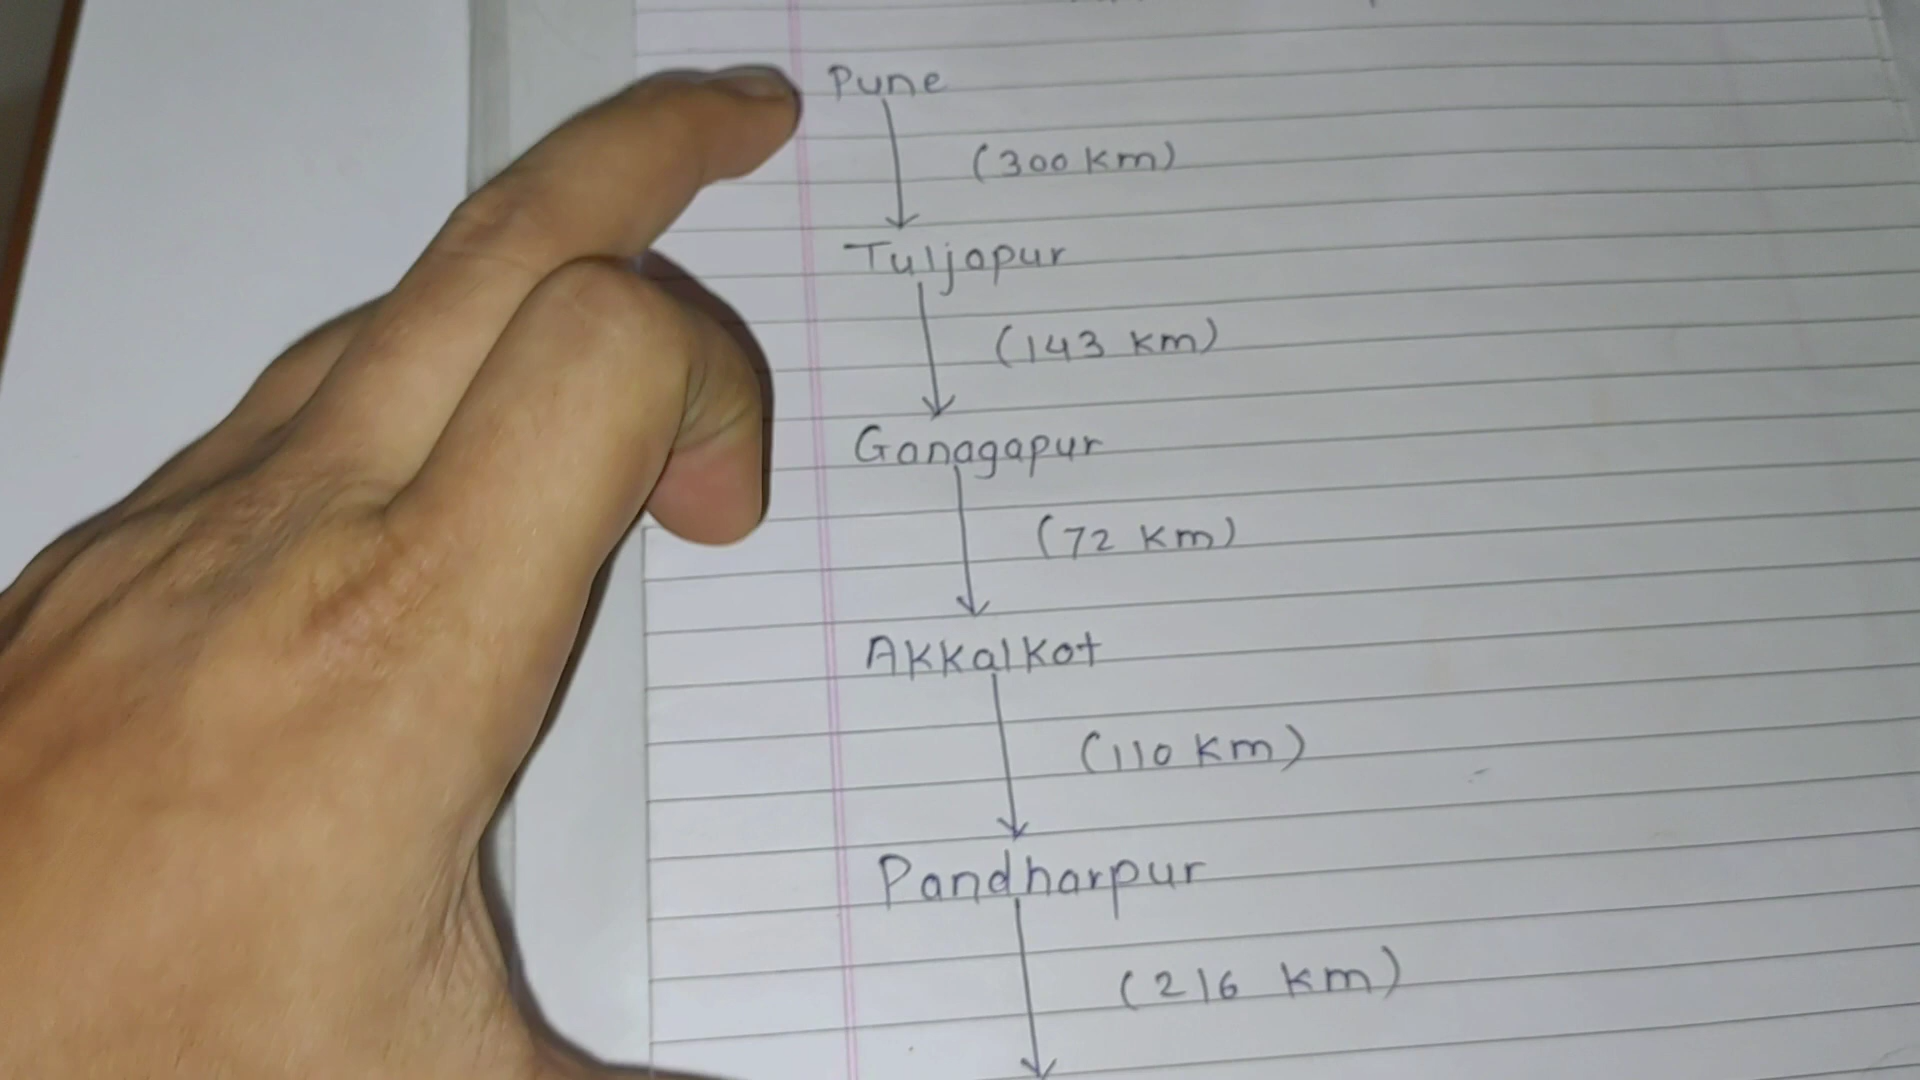 Pune
(300 km)
Tuljapur
(143 km)
Ganagapur
(72 km)
Akkalkot
(110 km)
Pandharpur
(216 km)